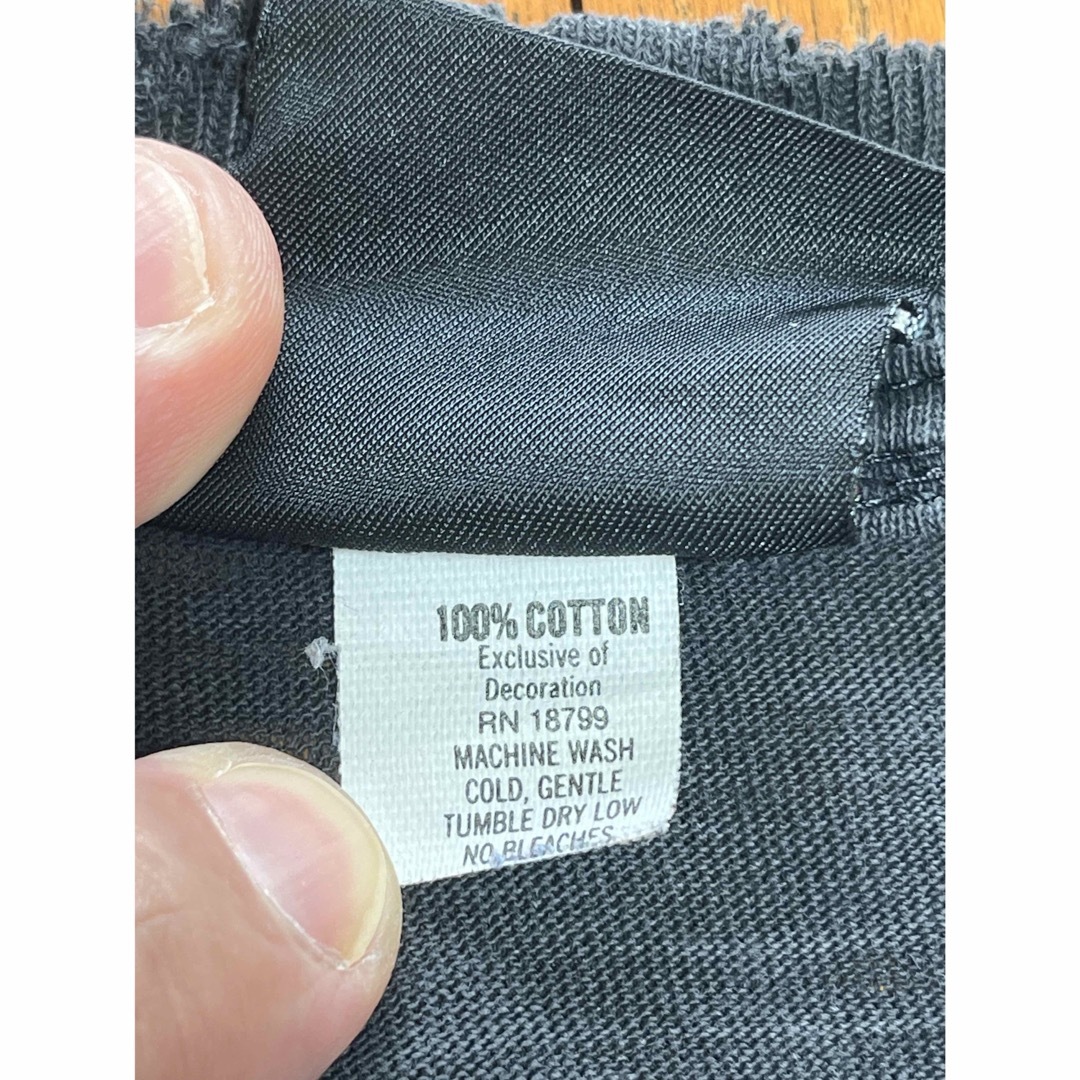 100% COTTON
Exclusive of
Decoration
RN 18799
MACHINE WASH
COLD, GENTLE
TUMBLE DRY LOW
NO BLEACHES